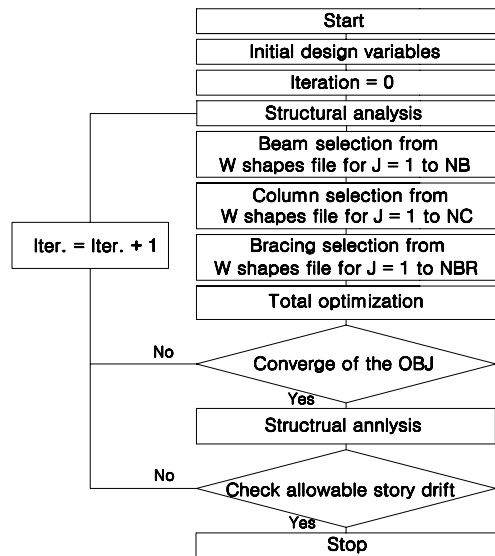 Start
Initial design variables
Iteration = 0
Structural analysis
Beam selection from
W shapes file for J = 1 to NB
Column selection from
W shapes file for J = 1 to NC
Iter. = Iter. + 1
Bracing selection from
W shapes file for J = 1 to NBR
Total optimization
No
Converge of the OBJ
Yes
Structrual annlysis
No
Check allowable story drift
Yes
Stop